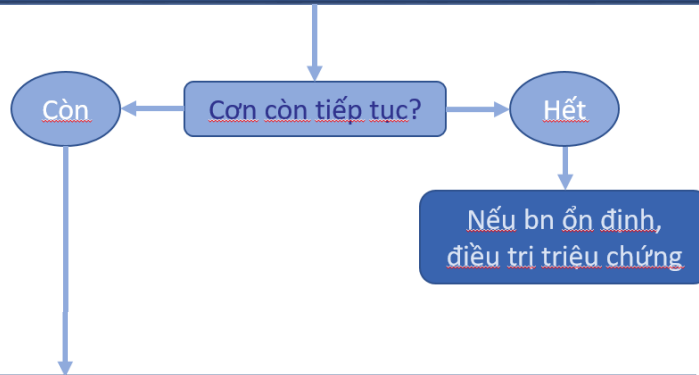 Còn
Cơn còn tiếp tục?
Hết
Nếu bn ổn định,
điều trị triệu chứng